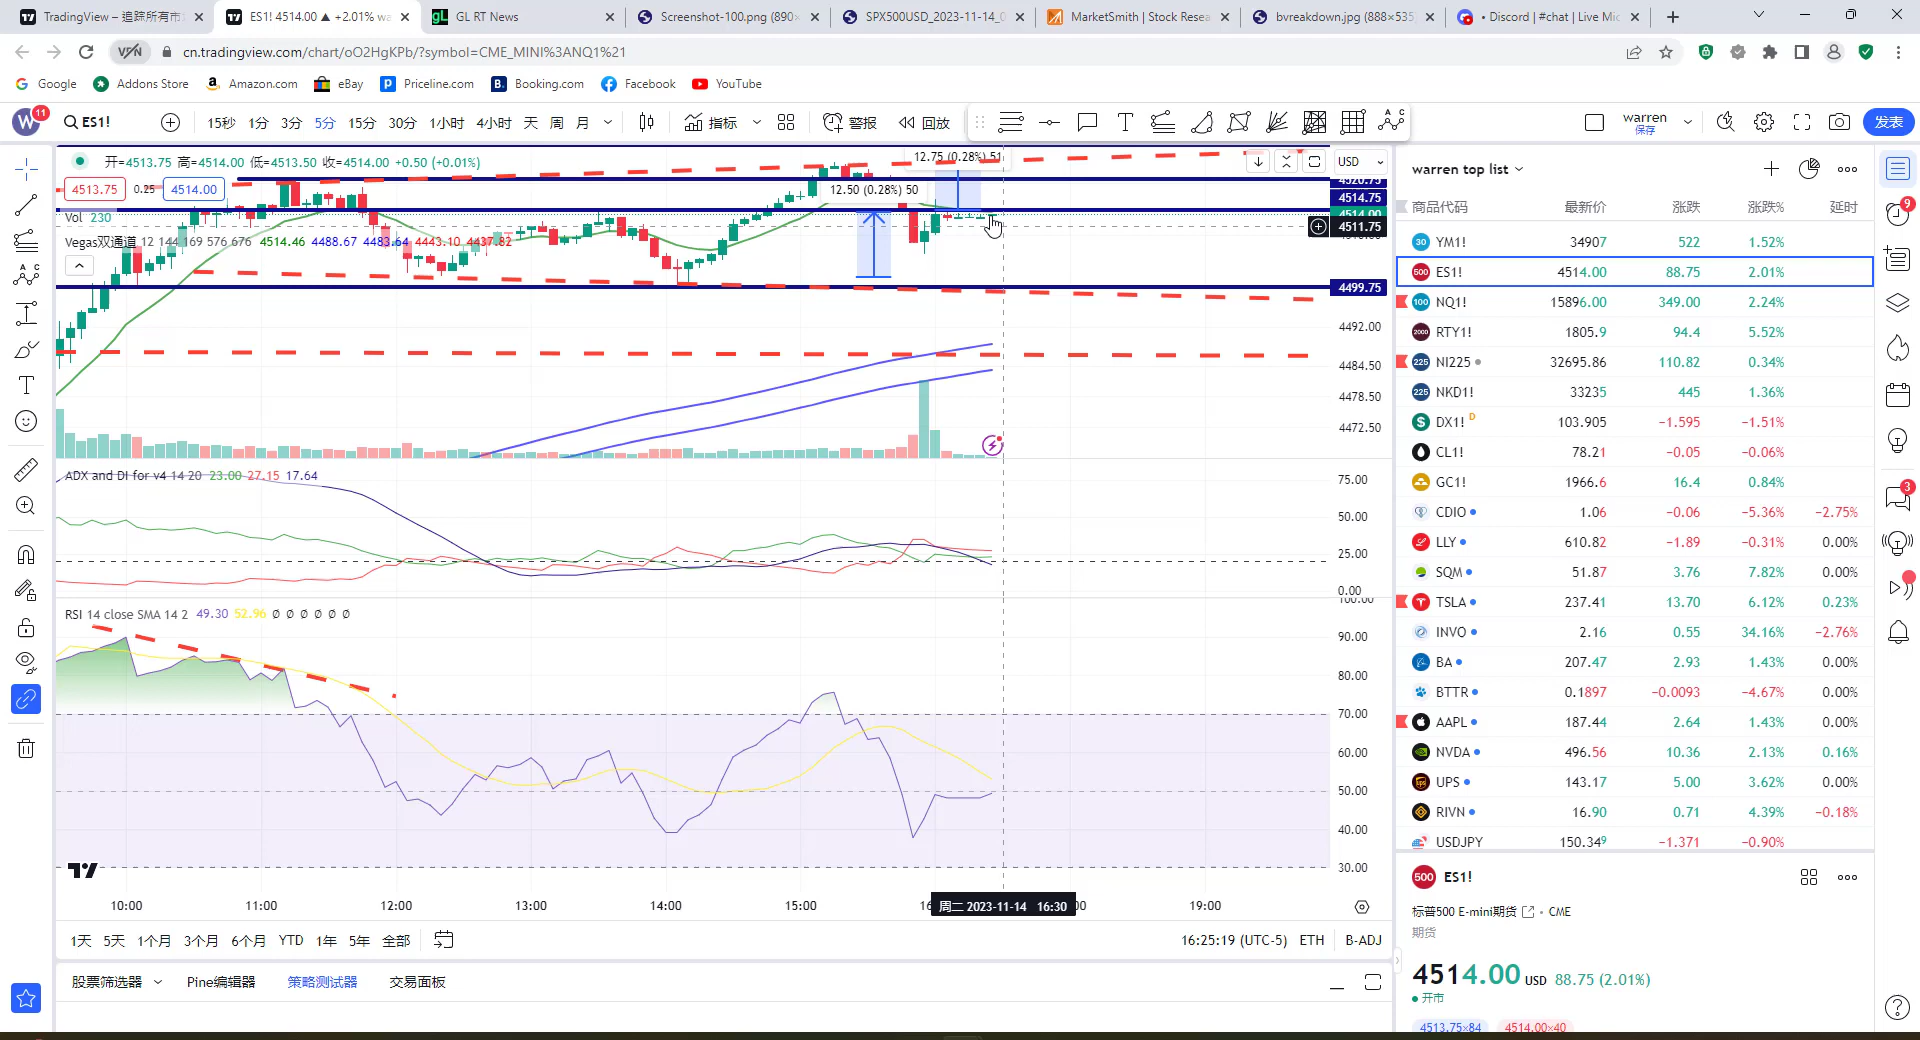 TradingView – 追踪所有市
ES1! 4514.00 ▲ +2.01% wa
GL RT News
Screenshot-100.png (890×
SPX500USD_2023-11-14_0
MarketSmith | Stock Resea
bvreakdown.jpg (888×535
• Discord | #chat | Live Mic
VPN
cn.tradingview.com/chart/oO2HgKPb/?symbol=CME_MINI%3ANQ1%21
Google
Addons Store
Amazon.com
eBay
Priceline.com
Booking.com
Facebook
YouTube
W 11
ES1!
15秒 1分 3分 5分 15分 30分 1小时 4小时 天 周 月
指标
警报
回放
warren
保存
发表
开=4513.75 高=4514.00 低=4513.50 收=4514.00 +0.50 (+0.01%)
4513.75 0.25 4514.00
Vol 230
Vegas双通道 12 144 169 576 676 4514.46 4488.67 4483.64 4443.10 4437.82
12.75 (0.28%) 51
12.50 (0.28%) 50
USD
4520.75
4514.75
4514.00
4511.75
4499.75
4492.00
4484.50
4478.50
4472.50
ADX and DI for v4 14 20 23.00 27.15 17.64
75.00
50.00
25.00
0.00
RSI 14 close SMA 14 2 49.30 52.96 Ø Ø Ø Ø Ø Ø
100.00
90.00
80.00
70.00
60.00
50.00
40.00
30.00
10:00 11:00 12:00 13:00 14:00 15:00
周二 2023-11-14 16:30
19:00
1天 5天 1个月 3个月 6个月 YTD 1年 5年 全部
16:25:19 (UTC-5) ETH B-ADJ
股票筛选器 Pine编辑器 策略测试器 交易面板
warren top list
商品代码 最新价 涨跌 涨跌% 延时
YM1! 34907 522 1.52%
ES1! 4514.00 88.75 2.01%
NQ1! 15896.00 349.00 2.24%
RTY1! 1805.9 94.4 5.52%
NI225 32695.86 110.82 0.34%
NKD1! 33235 445 1.36%
DX1! D 103.905 −1.595 −1.51%
CL1! 78.21 −0.05 −0.06%
GC1! 1966.6 16.4 0.84%
CDIO 1.06 −0.06 −5.36% −2.75%
LLY 610.82 −1.89 −0.31% 0.00%
SQM 51.87 3.76 7.82% 0.00%
TSLA 237.41 13.70 6.12% 0.23%
INVO 2.16 0.55 34.16% −2.76%
BA 207.47 2.93 1.43% 0.00%
BTTR 0.1897 −0.0093 −4.67% 0.00%
AAPL 187.44 2.64 1.43% 0.00%
NVDA 496.56 10.36 2.13% 0.16%
UPS 143.17 5.00 3.62% 0.00%
RIVN 16.90 0.71 4.39% −0.18%
USDJPY 150.349 −1.371 −0.90%
500 ES1!
标普500 E-mini期货 • CME
期货
4514.00 USD 88.75 (2.01%)
开市
4513.75×84 4514.00×40
9
3